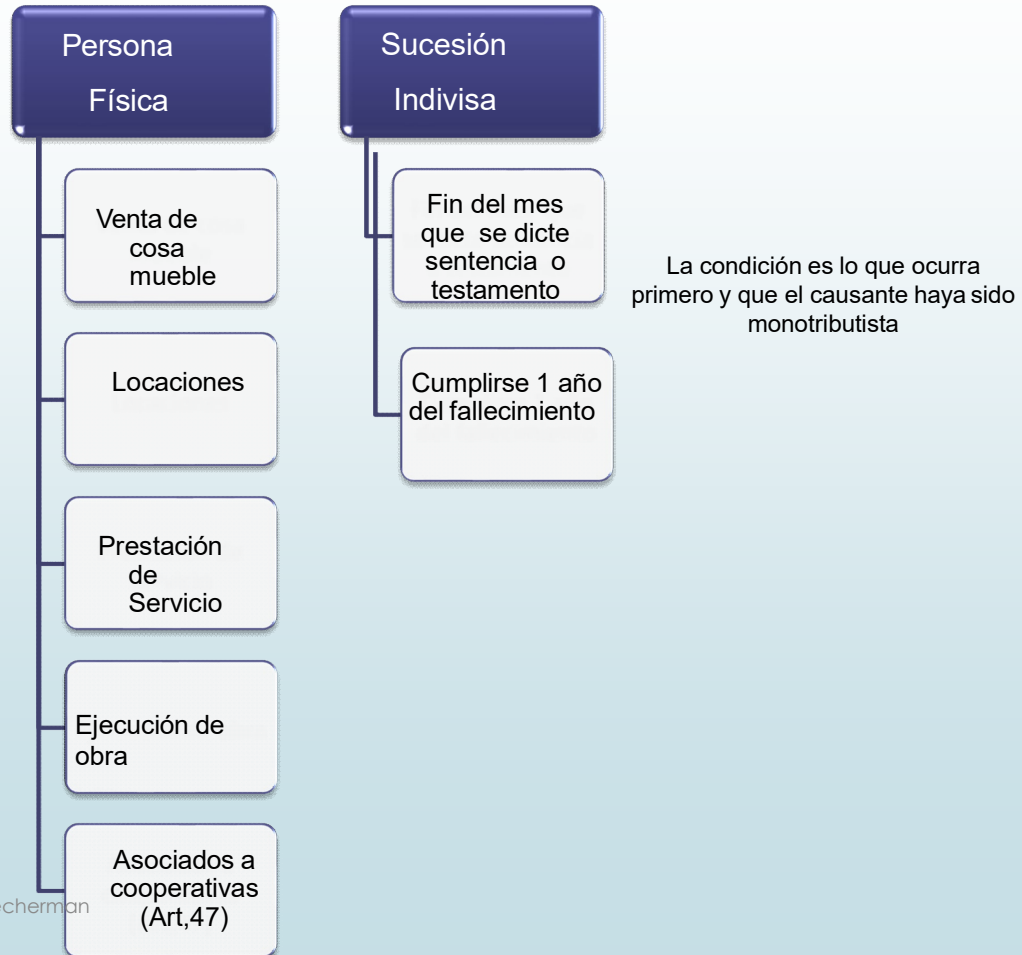 Persona
Física
Venta de
cosa
mueble
Locaciones
Prestación
de
Servicio
Ejecución de
obra
Asociados a
cooperativas
(Art,47)
Sucesión
Indivisa
Fin del mes
que se dicte
sentencia o
testamento
Cumplirse 1 año
del fallecimiento
La condición es lo que ocurra
primero y que el causante haya sido
monotributista
cherman